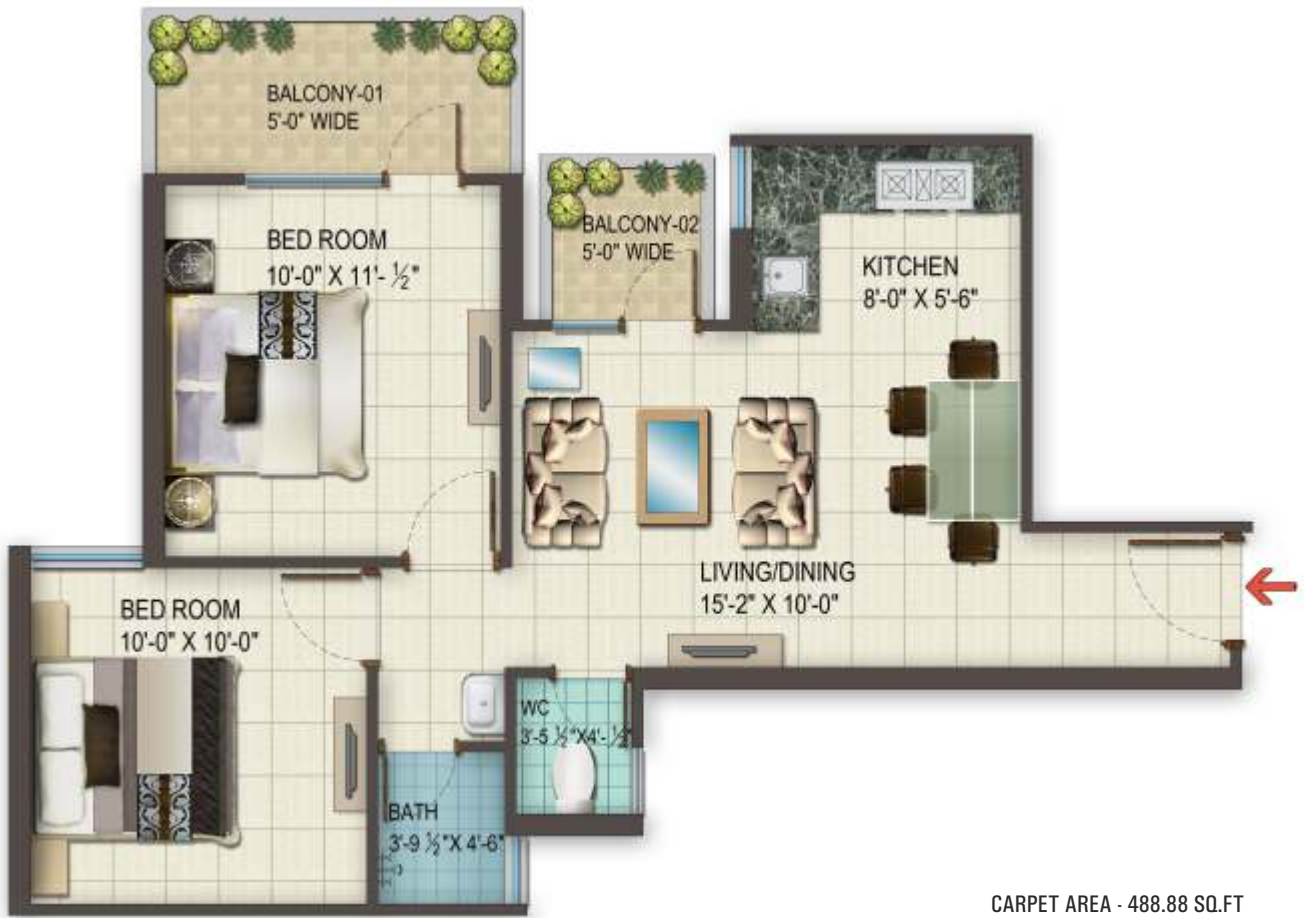 BALCONY-01
5'-0" WIDE
BALCONY-02
5'-0" WIDE
BED ROOM
10'-0" X 11'- ½"
KITCHEN
8'-0" X 5'-6"
LIVING/DINING
15'-2" X 10'-0"
BED ROOM
10'-0" X 10'-0"
WC
3'-5 ½"X4'- ½"
BATH
3'-9 ½"X 4'-6"
CARPET AREA - 488.88 SQ.FT